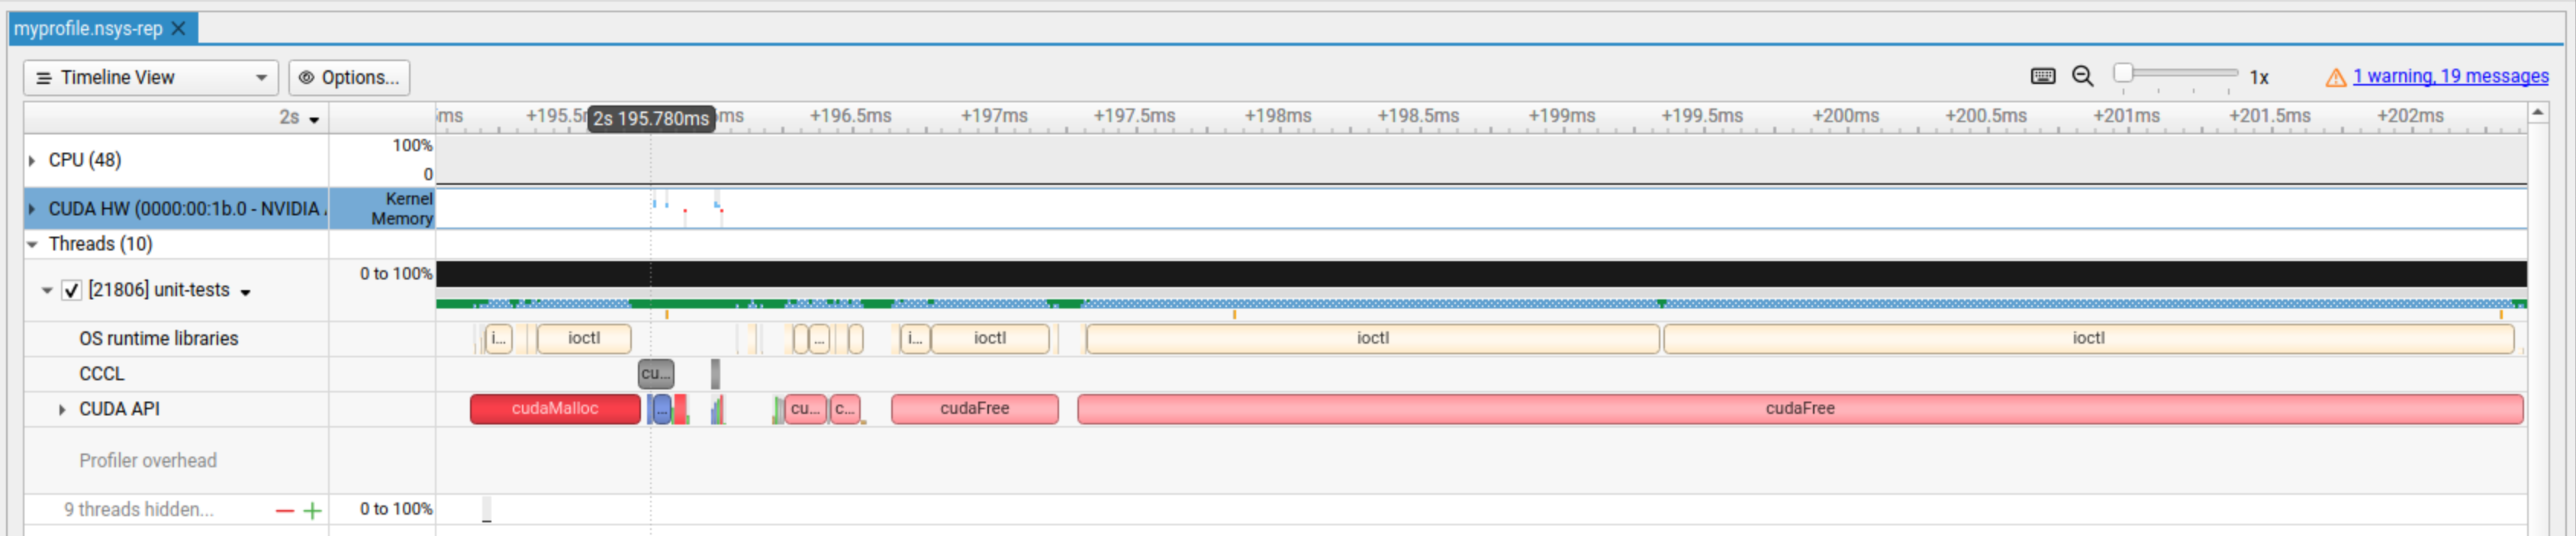 myprofile.nsys-rep
Timeline View Options... 1x 1 warning, 19 messages
2s ms +195.5 2s 195.780ms ms +196.5ms +197ms +197.5ms +198ms +198.5ms +199ms +199.5ms +200ms +200.5ms +201ms +201.5ms +202ms
CPU (48) 100%
0
CUDA HW (0000:00:1b.0 - NVIDIA Kernel
Memory
Threads (10)
[21806] unit-tests 0 to 100%
OS runtime libraries i... ioctl ... i... ioctl ioctl ioctl
CCCL cu...
CUDA API cudaMalloc ... cu... c... cudaFree cudaFree
Profiler overhead
9 threads hidden... 0 to 100%